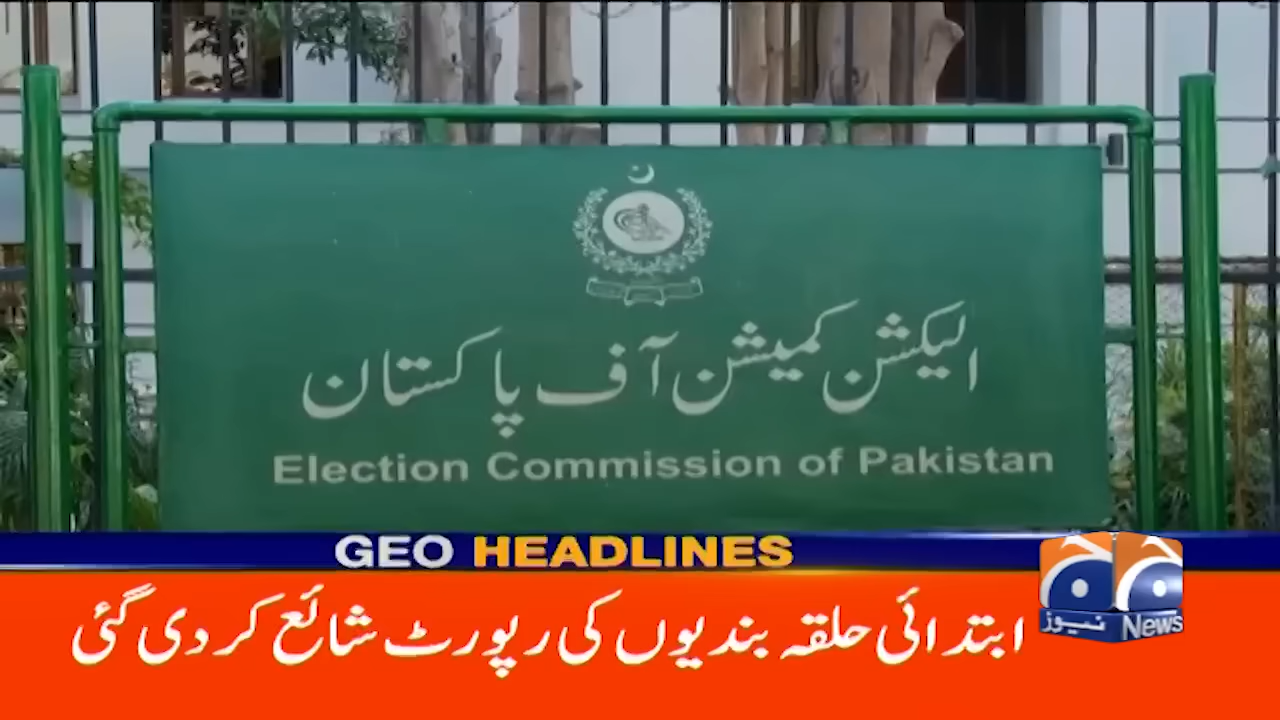 الیکشن کمیشن آف پاکستان
Election Commission of Pakistan
GEO HEADLINES
ابتدائی حلقہ بندیوں کی رپورٹ شائع کر دی گئی
نیوز News